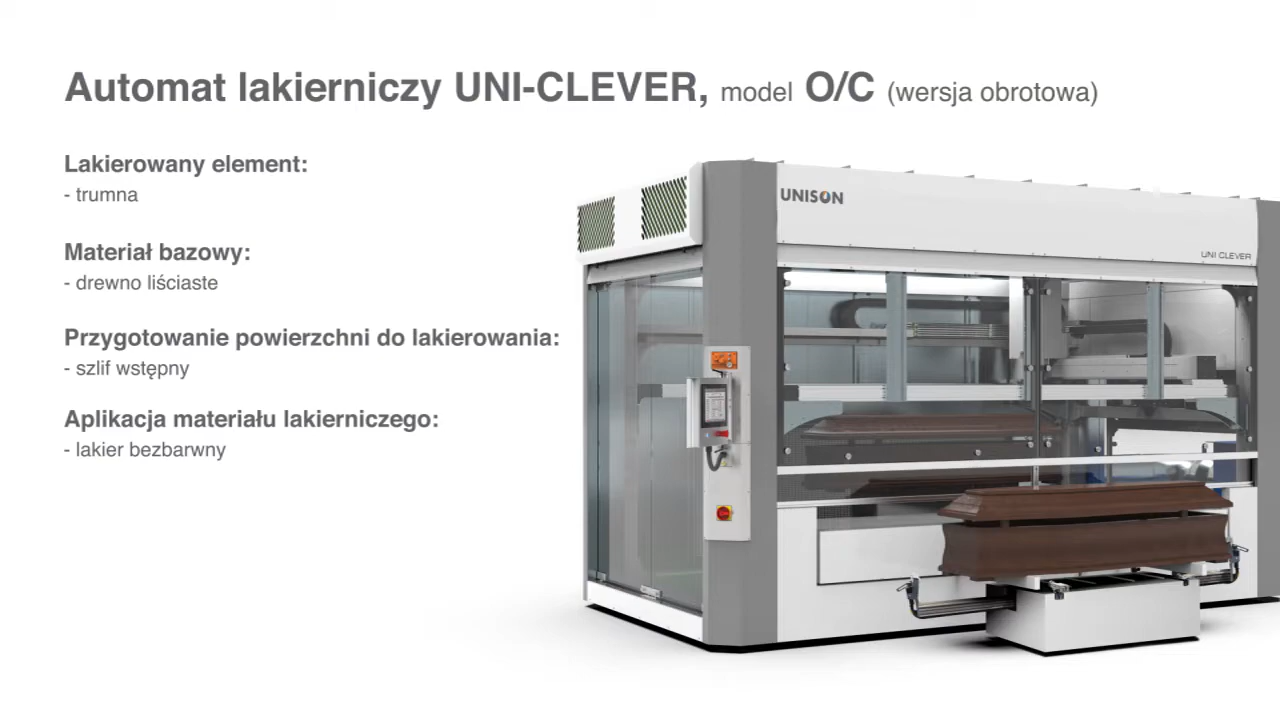 Automat lakierniczy UNI-CLEVER, model O/C (wersja obrotowa)
Lakierowany element:
- trumna
Materiał bazowy:
- drewno liściaste
Przygotowanie powierzchni do lakierowania:
- szlif wstępny
Aplikacja materiału lakierniczego:
- lakier bezbarwny
UNISON
UNI CLEVER